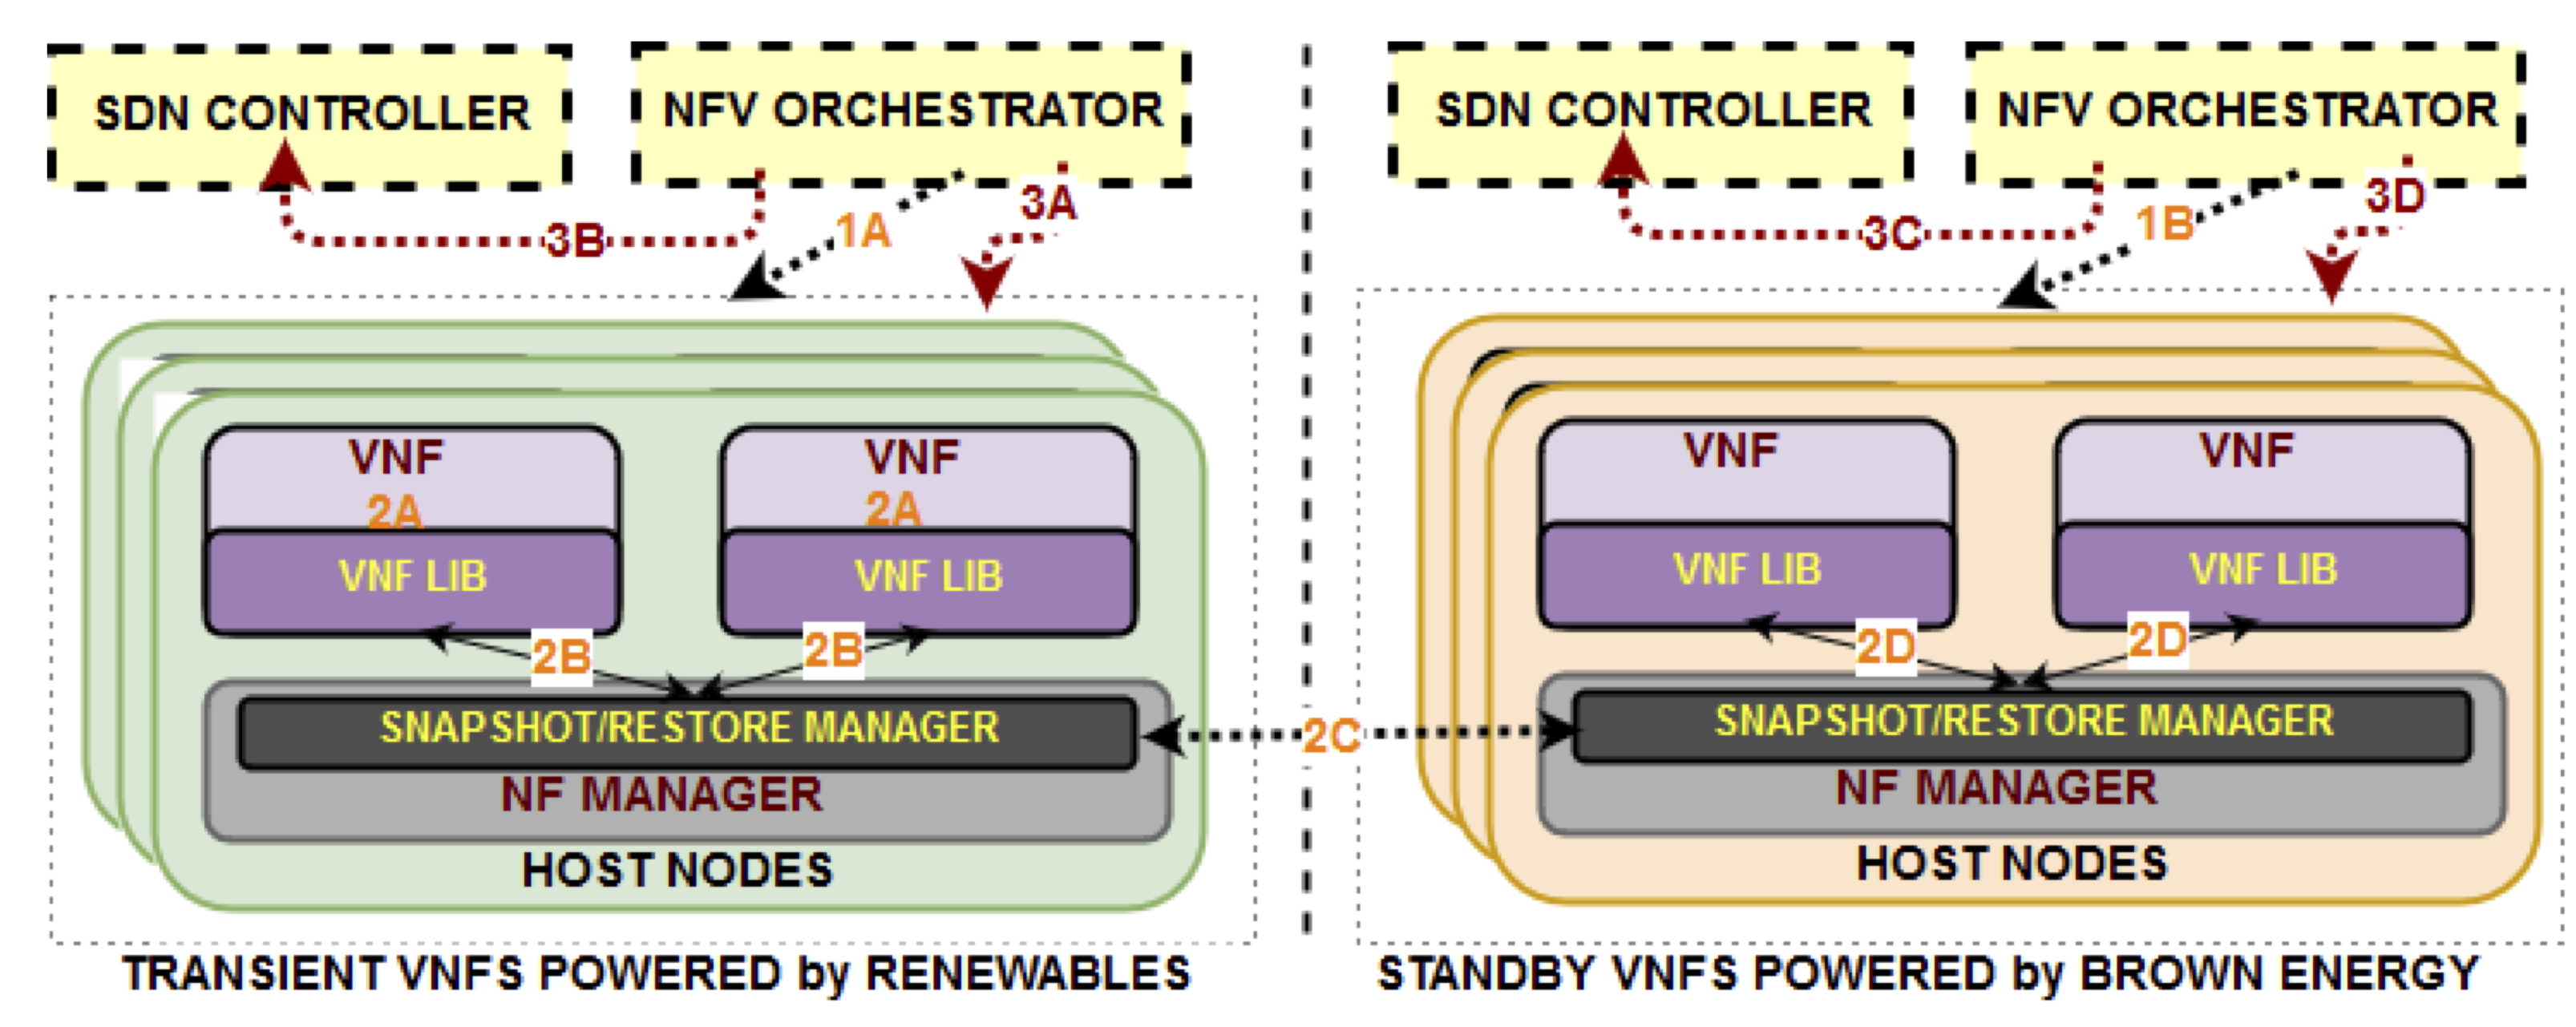 SDN CONTROLLER
NFV ORCHESTRATOR
3B
1A
3A
VNF
2A
VNF LIB
VNF
2A
VNF LIB
2B
2B
SNAPSHOT/RESTORE MANAGER
NF MANAGER
HOST NODES
TRANSIENT VNFS POWERED by RENEWABLES
2C
SDN CONTROLLER
NFV ORCHESTRATOR
3C
1B
3D
VNF
VNF LIB
VNF
VNF LIB
2D
2D
SNAPSHOT/RESTORE MANAGER
NF MANAGER
HOST NODES
STANDBY VNFS POWERED by BROWN ENERGY